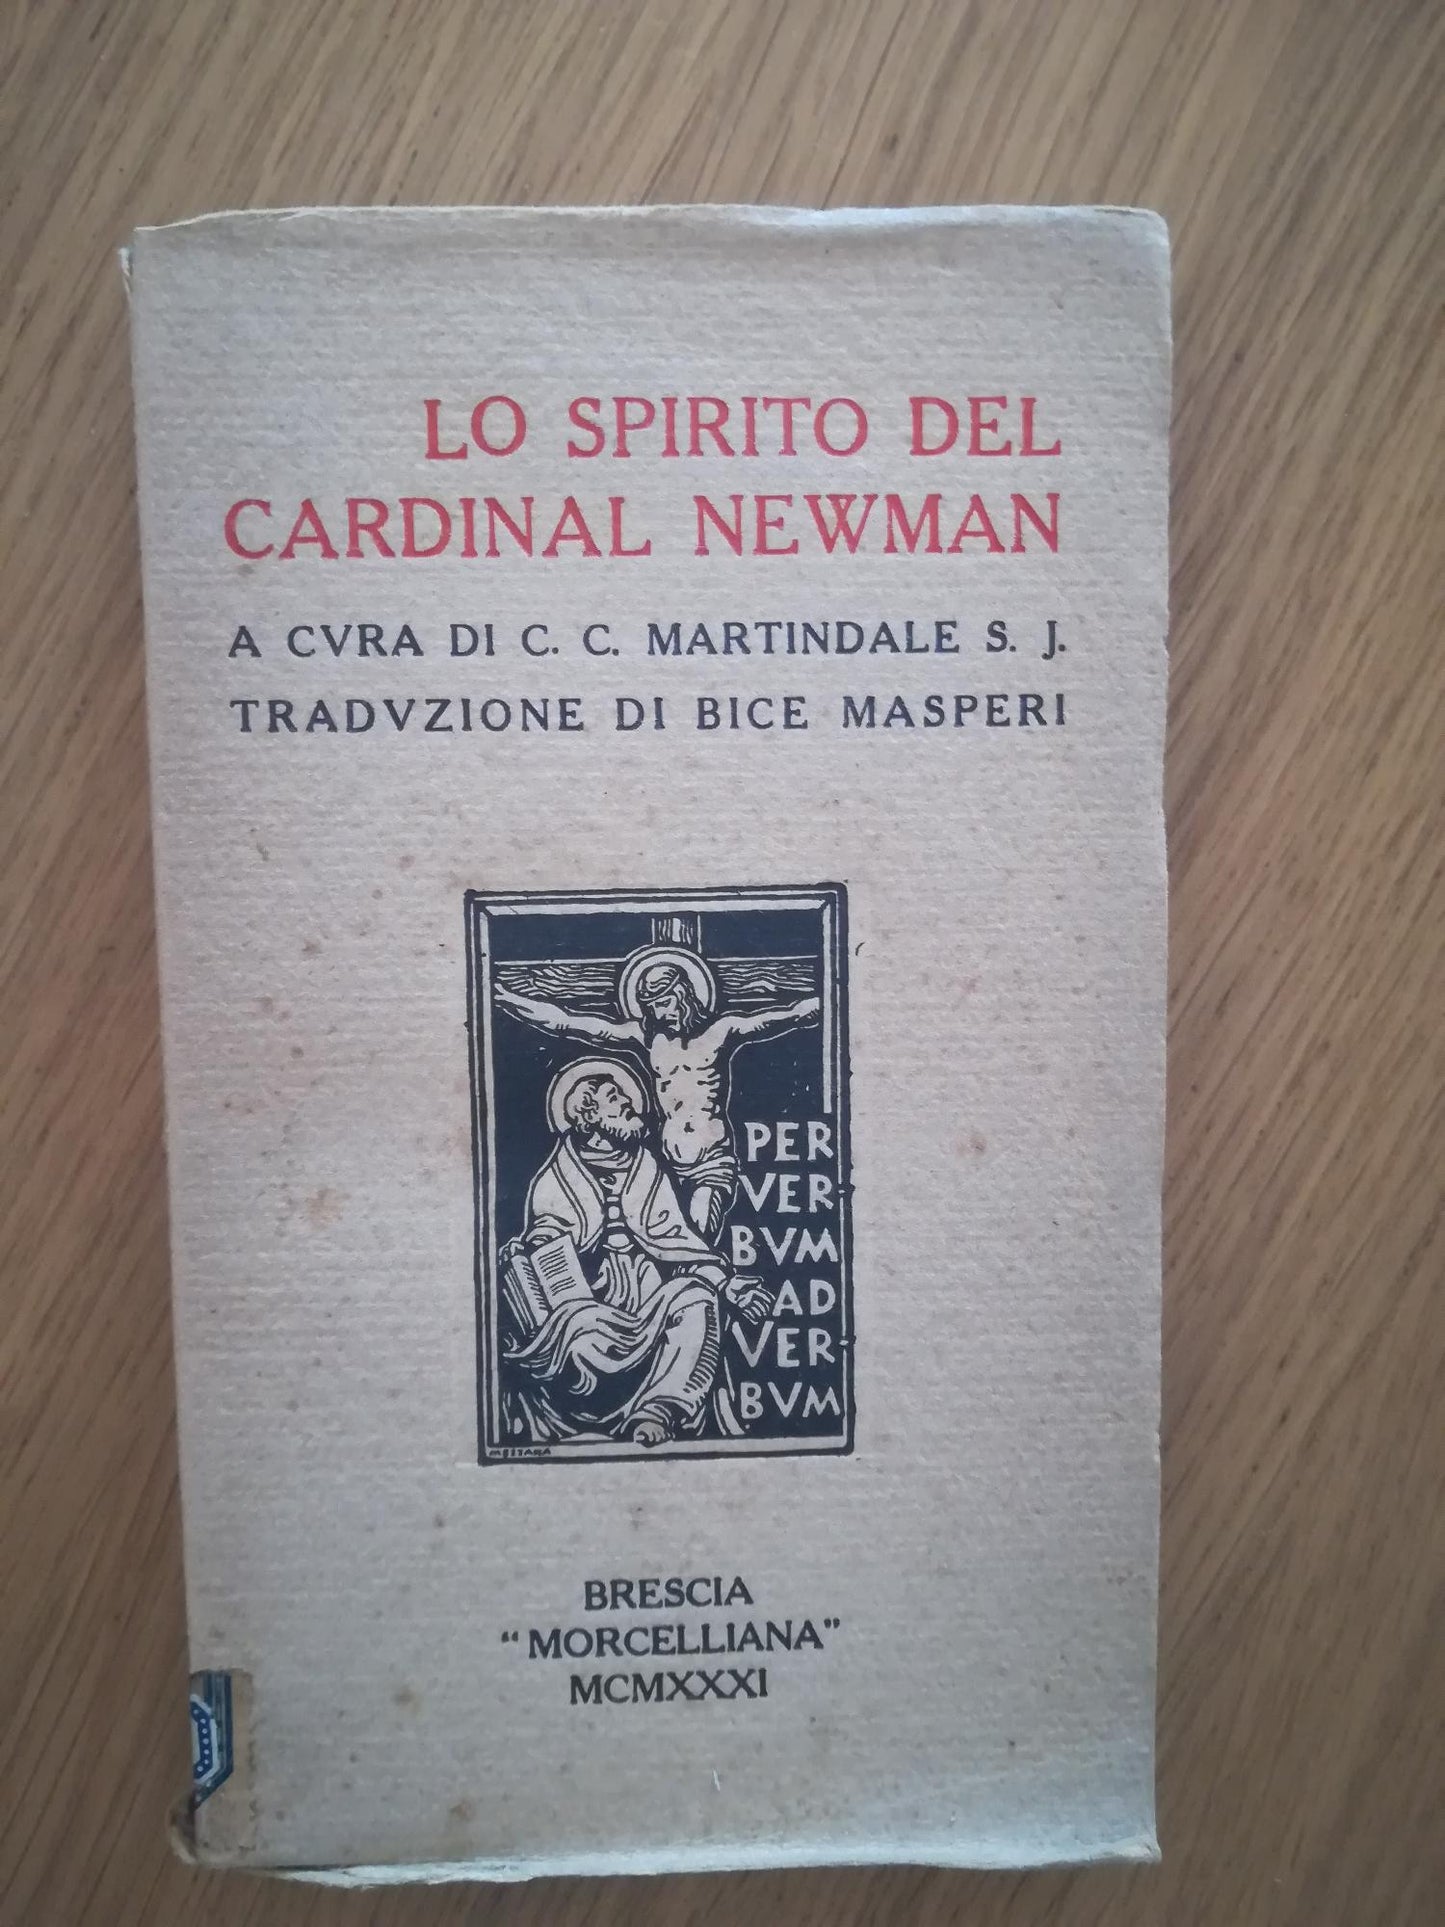 LO SPIRITO DEL
CARDINAL NEWMAN
A CVRA DI C. C. MARTINDALE S. J.
TRADVZIONE DI BICE MASPERI
PER
VER-
BVM
AD
VER-
BVM
BRESCIA
“MORCELLIANA”
MCMXXXI